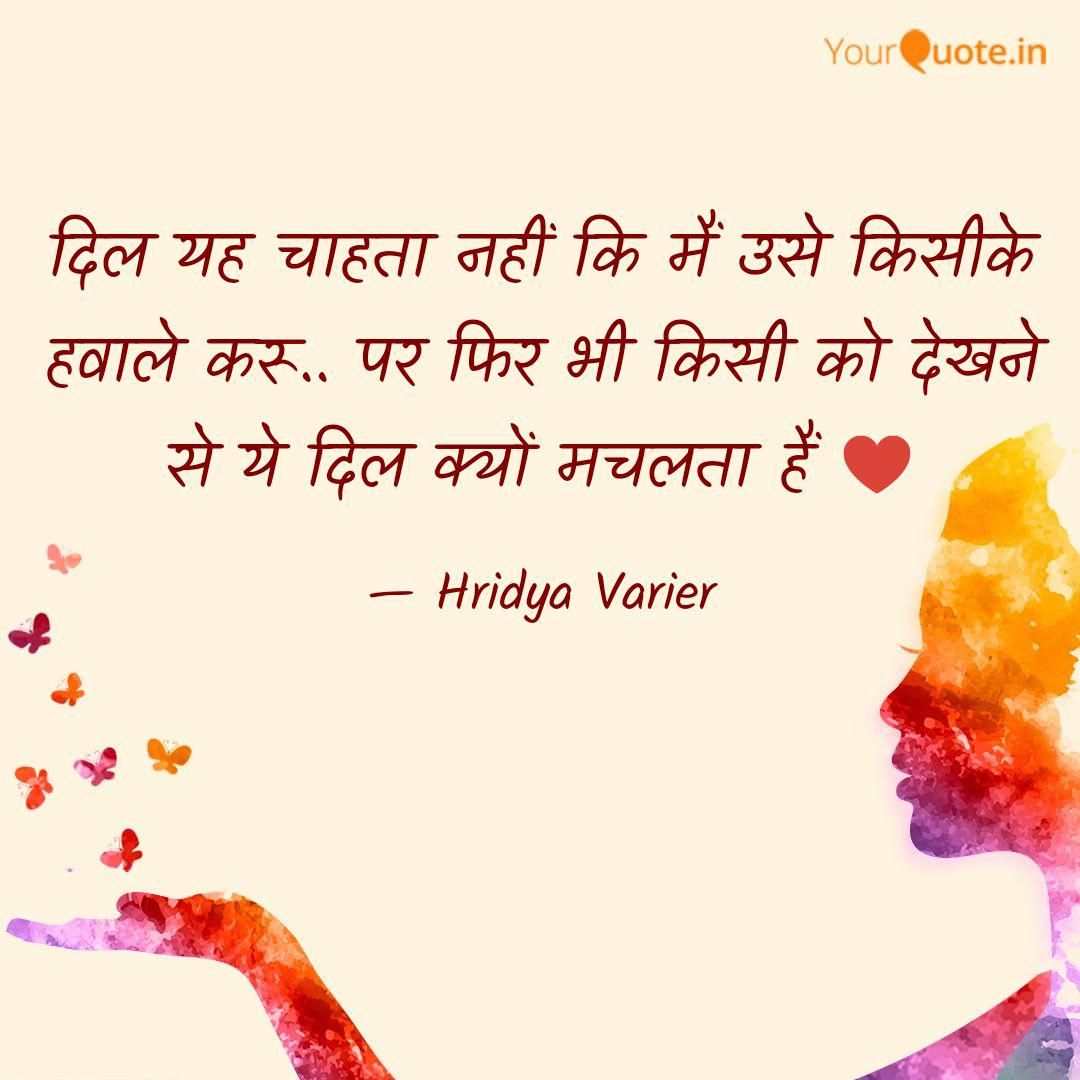 YourQuote.in
दिल यह चाहता नहीं कि मैं उसे किसीके
हवाले करू.. पर फिर भी किसी को देखने
से ये दिल क्यों मचलता हैं ❤
— Hridya Varier